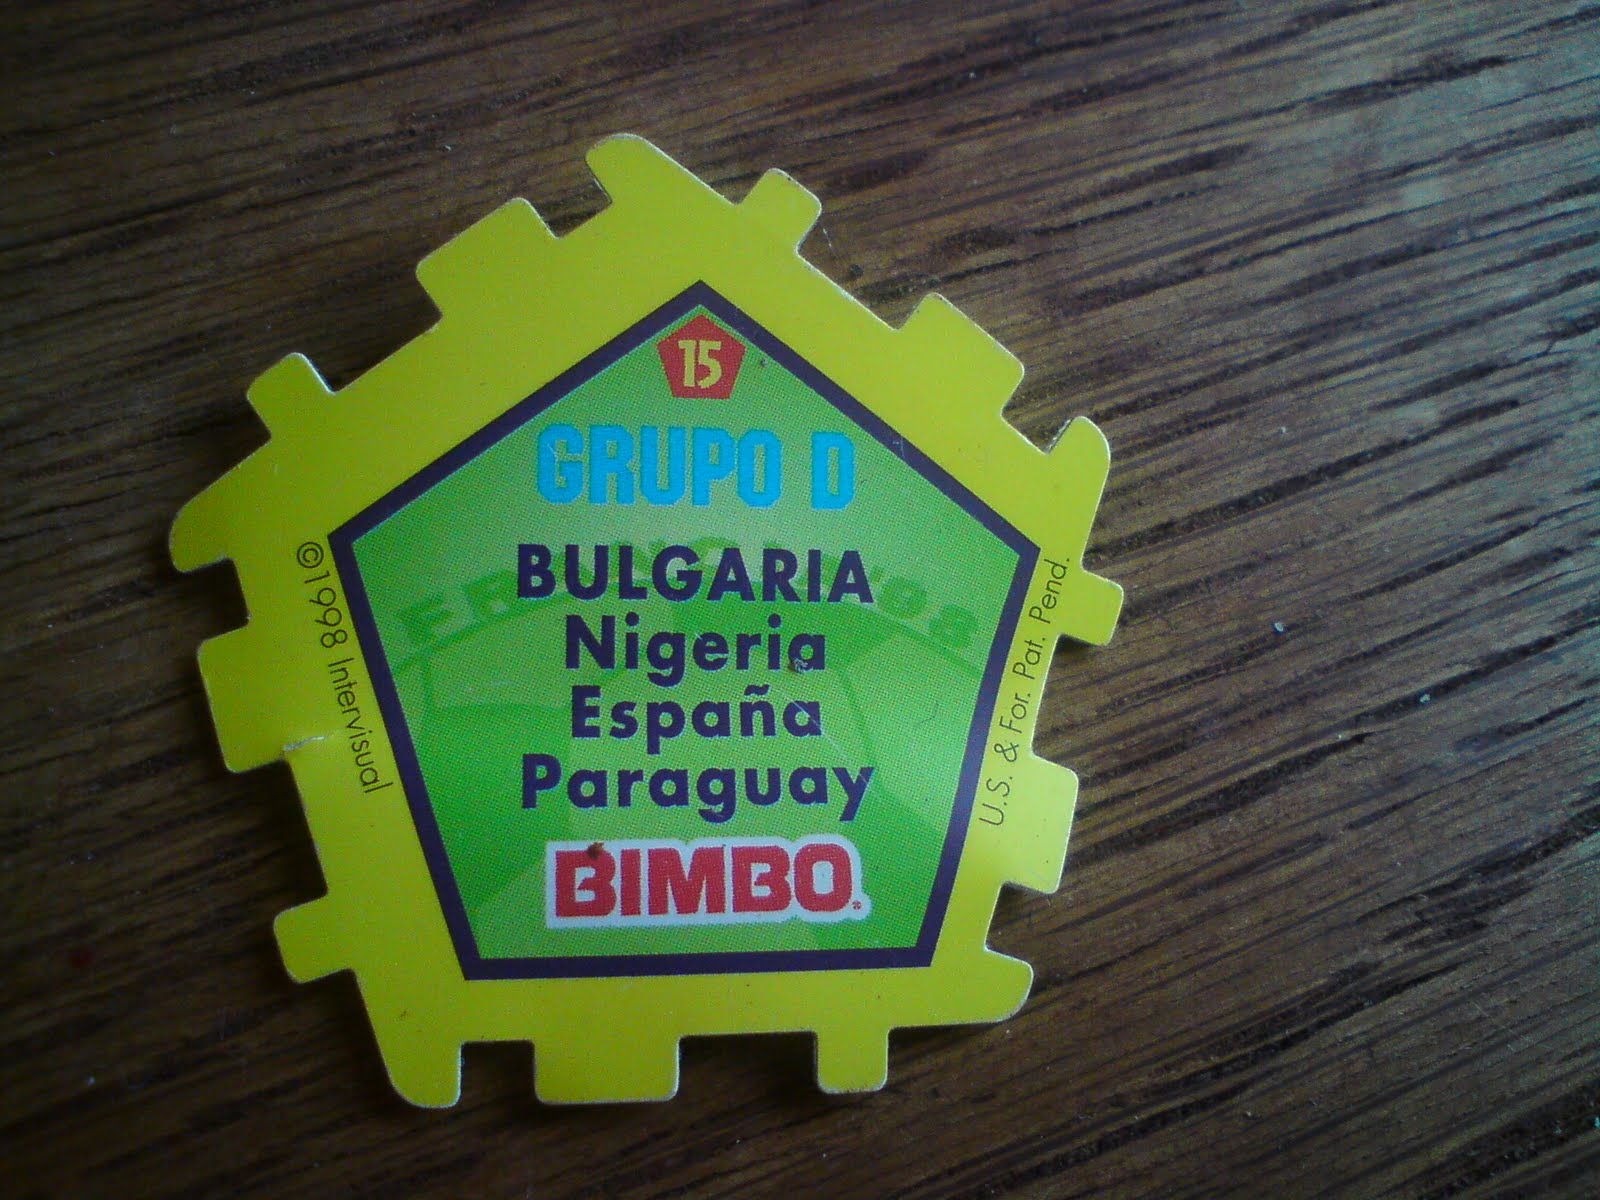 15
GRUPO D
BULGARIA
Nigeria
España
Paraguay
BIMBO
©1998 Intervisual
U.S. & For. Pat. Pend.